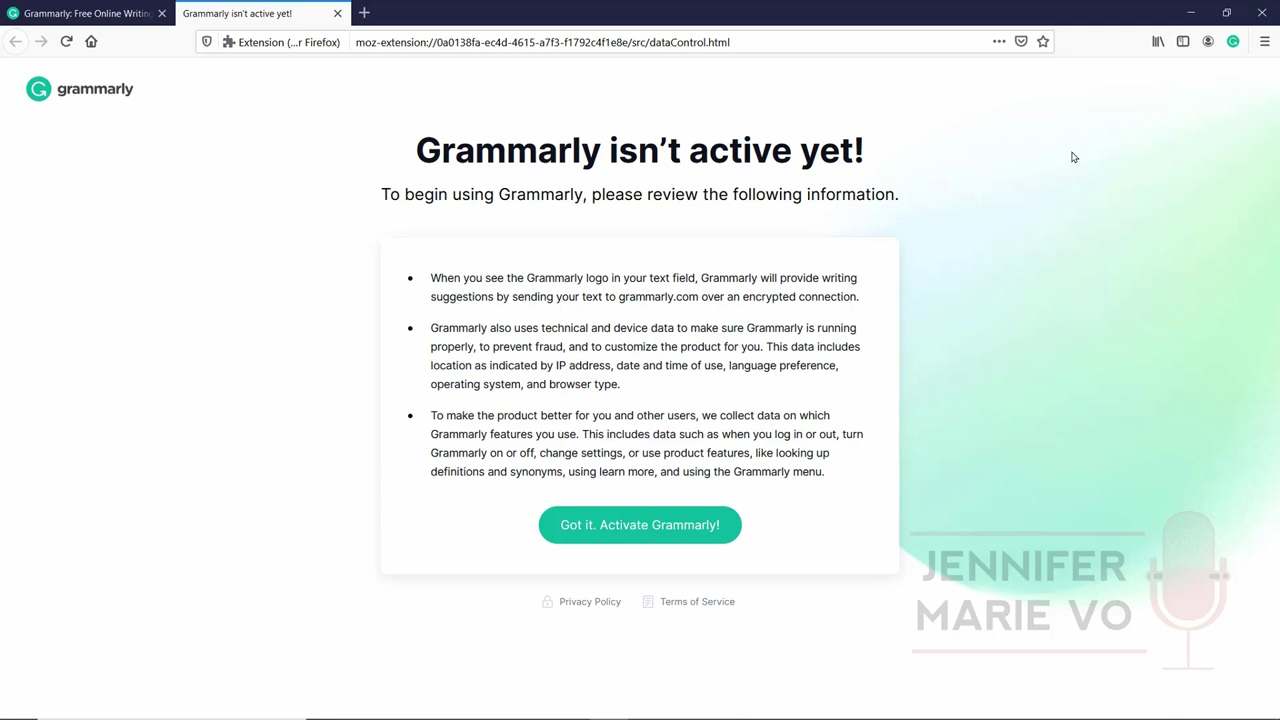 Grammarly: Free Online Writing
Grammarly isn't active yet!
Extension (...r Firefox)
moz-extension://0a0138fa-ec4d-4615-a7f3-f1792c4f1e8e/src/dataControl.html
grammarly
Grammarly isn’t active yet!
To begin using Grammarly, please review the following information.
• When you see the Grammarly logo in your text field, Grammarly will provide writing
suggestions by sending your text to grammarly.com over an encrypted connection.
• Grammarly also uses technical and device data to make sure Grammarly is running
properly, to prevent fraud, and to customize the product for you. This data includes
location as indicated by IP address, date and time of use, language preference,
operating system, and browser type.
• To make the product better for you and other users, we collect data on which
Grammarly features you use. This includes data such as when you log in or out, turn
Grammarly on or off, change settings, or use product features, like looking up
definitions and synonyms, using learn more, and using the Grammarly menu.
Got it. Activate Grammarly!
Privacy Policy
Terms of Service
JENNIFER
MARIE VO